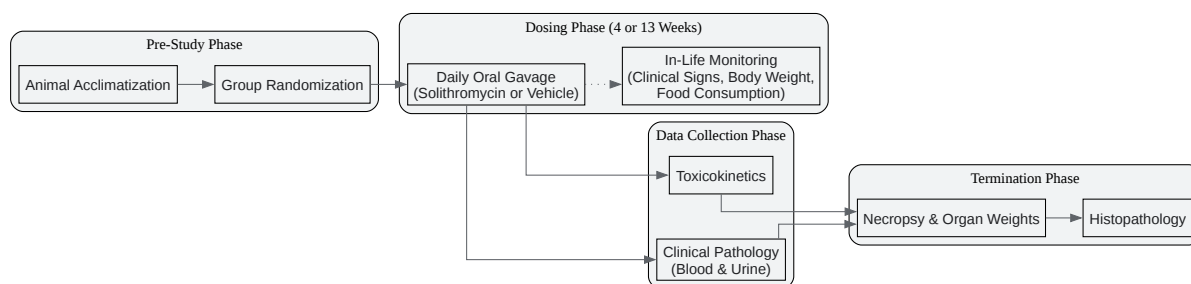 Pre-Study Phase
Animal Acclimatization
Group Randomization
Dosing Phase (4 or 13 Weeks)
Daily Oral Gavage
(Solithromycin or Vehicle)
In-Life Monitoring
(Clinical Signs, Body Weight,
Food Consumption)
Data Collection Phase
Toxicokinetics
Clinical Pathology
(Blood & Urine)
Termination Phase
Necropsy & Organ Weights
Histopathology